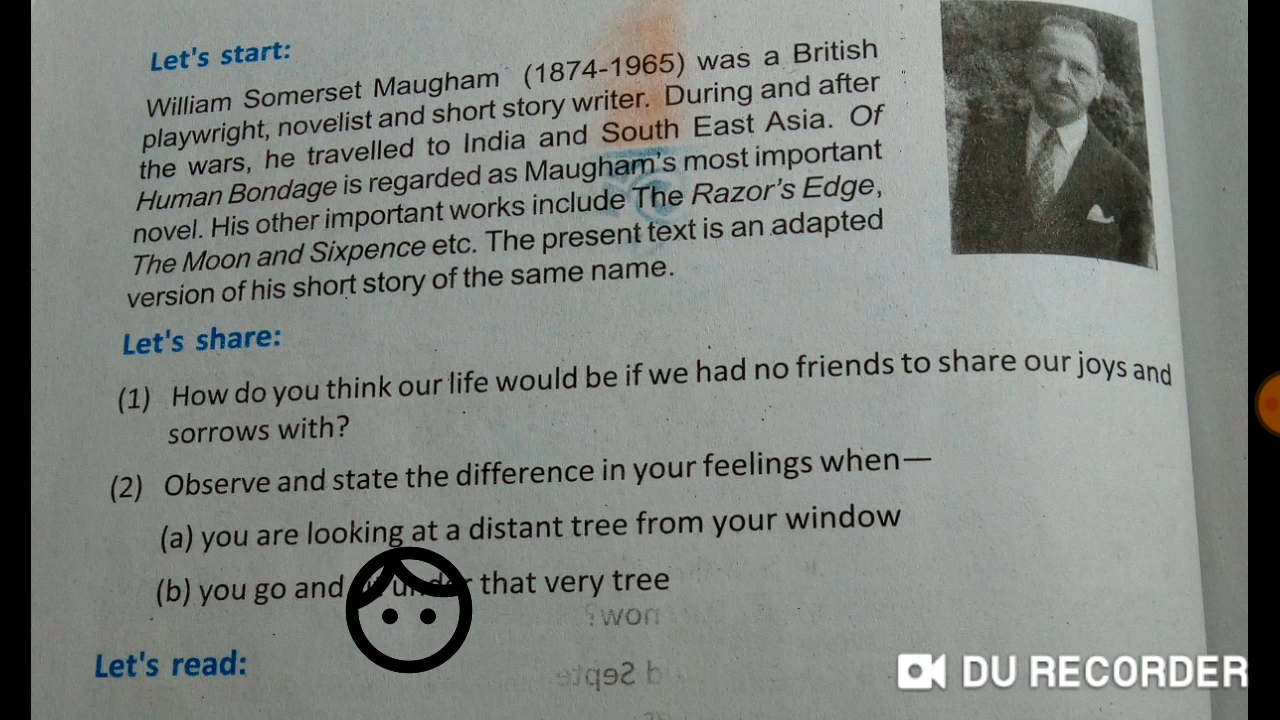 Let's start:
William Somerset Maugham (1874-1965) was a British
playwright, novelist and short story writer. During and after
the wars, he travelled to India and South East Asia. Of
Human Bondage is regarded as Maugham's most important
novel. His other important works include The Razor's Edge,
The Moon and Sixpence etc. The present text is an adapted
version of his short story of the same name.
Let's share:
(1) How do you think our life would be if we had no friends to share our joys and
sorrows with?
(2) Observe and state the difference in your feelings when—
(a) you are looking at a distant tree from your window
(b) you go and under that very tree
Let's read:
DU RECORDER